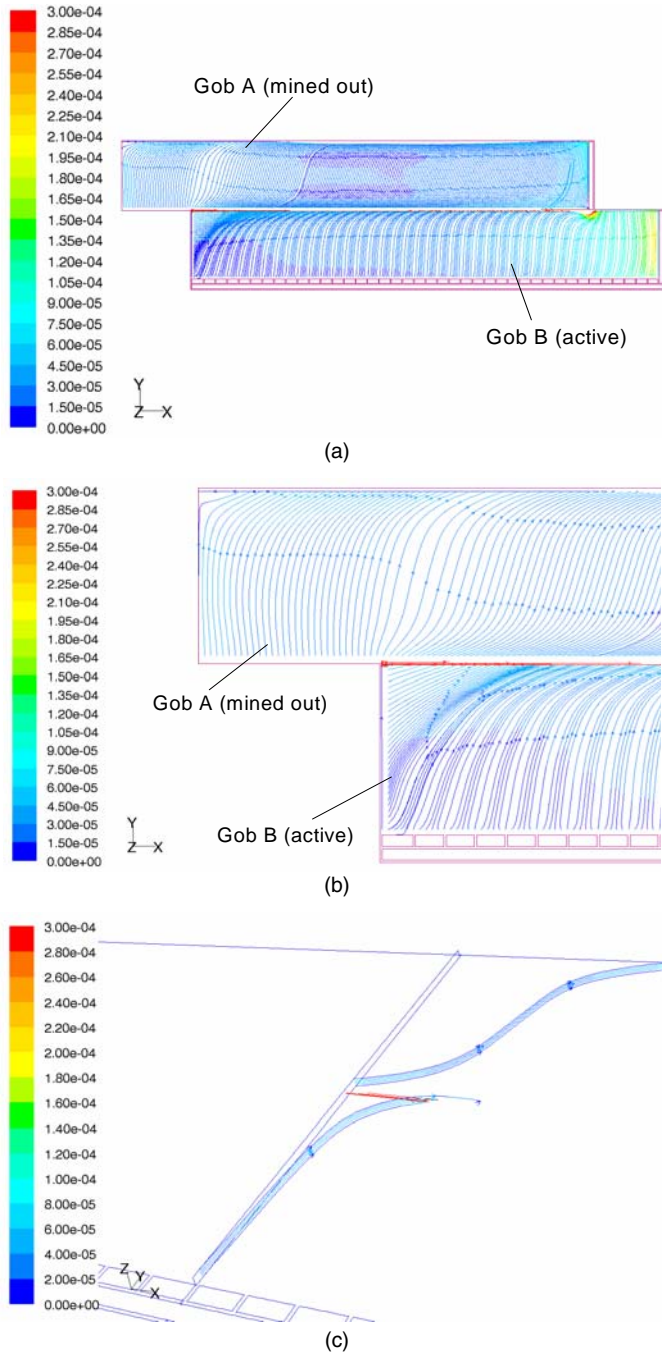 3.00e-04
2.85e-04
2.70e-04
2.55e-04
2.40e-04
2.25e-04
2.10e-04
1.95e-04
1.80e-04
1.65e-04
1.50e-04
1.35e-04
1.20e-04
1.05e-04
9.00e-05
7.50e-05
6.00e-05
4.50e-05
3.00e-05
1.50e-05
0.00e+00
Gob A (mined out)
Gob B (active)
Y
Z X
(a)
3.00e-04
2.85e-04
2.70e-04
2.55e-04
2.40e-04
2.25e-04
2.10e-04
1.95e-04
1.80e-04
1.65e-04
1.50e-04
1.35e-04
1.20e-04
1.05e-04
9.00e-05
7.50e-05
6.00e-05
4.50e-05
3.00e-05
1.50e-05
0.00e+00
Gob A (mined out)
Gob B (active)
Y
Z X
(b)
3.00e-04
2.80e-04
2.60e-04
2.40e-04
2.20e-04
2.00e-04
1.80e-04
1.60e-04
1.40e-04
1.20e-04
1.00e-04
8.00e-05
6.00e-05
4.00e-05
2.00e-05
0.00e+00
Z Y
X
(c)